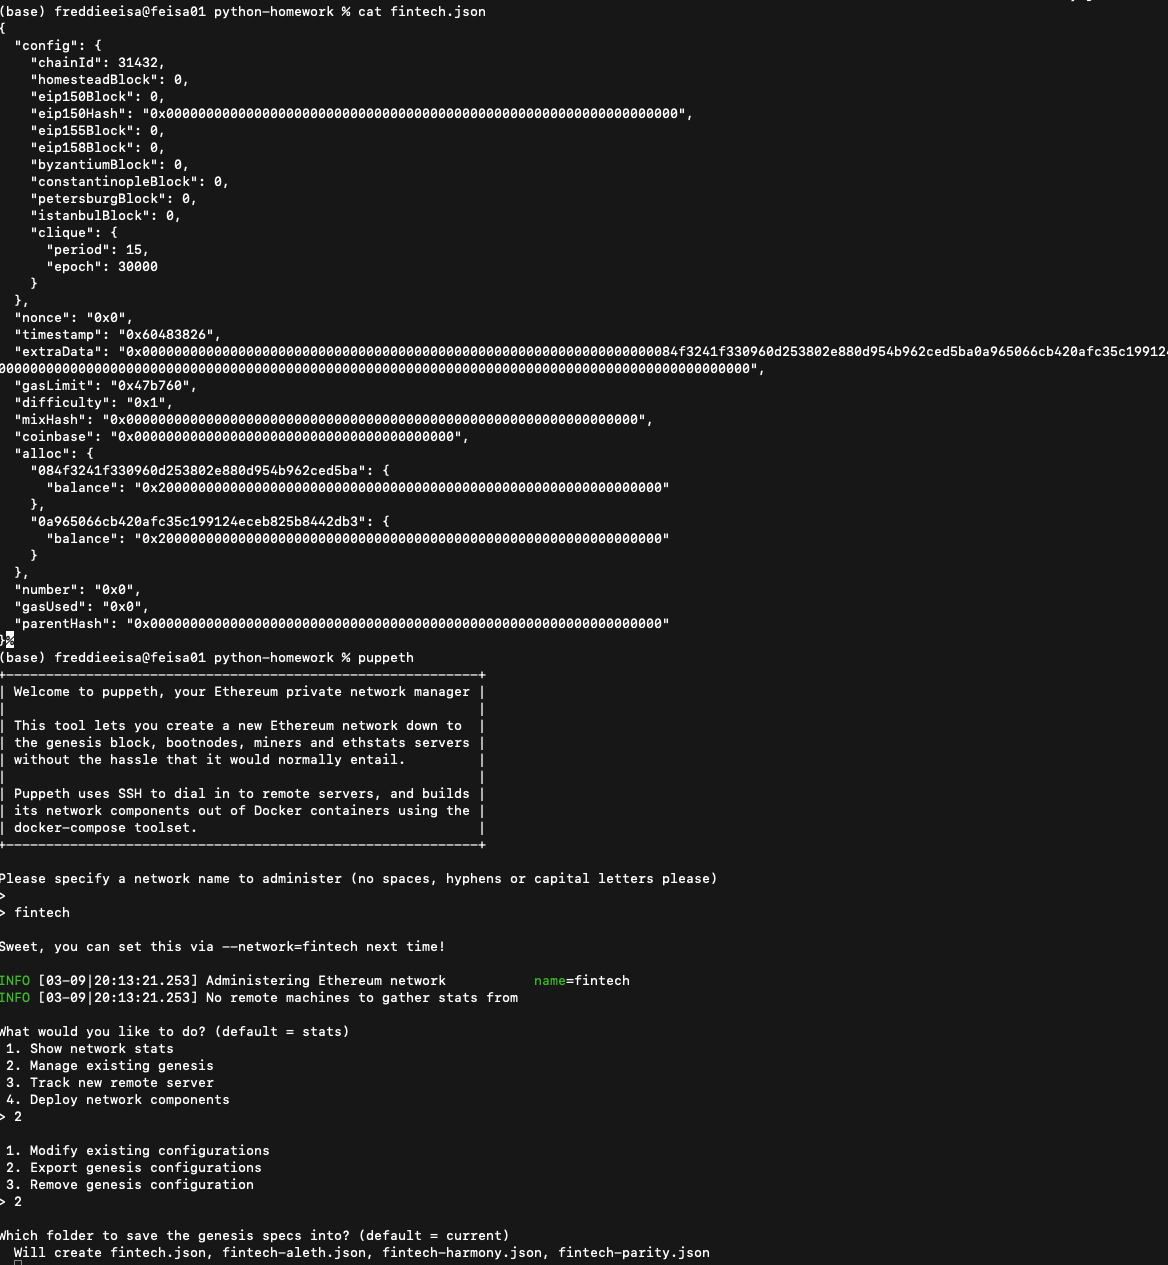 (base) freddieeisa@feisa01 python-homework % cat fintech.json
{
  "config": {
    "chainId": 31432,
    "homesteadBlock": 0,
    "eip150Block": 0,
    "eip150Hash": "0x0000000000000000000000000000000000000000000000000000000000000000",
    "eip155Block": 0,
    "eip158Block": 0,
    "byzantiumBlock": 0,
    "constantinopleBlock": 0,
    "petersburgBlock": 0,
    "istanbulBlock": 0,
    "clique": {
      "period": 15,
      "epoch": 30000
    }
  },
  "nonce": "0x0",
  "timestamp": "0x60483826",
  "extraData": "0x0000000000000000000000000000000000000000000000000000000000000000084f3241f330960d253802e880d954b962ced5ba0a965066cb420afc35c199124
0000000000000000000000000000000000000000000000000000000000000000000000000000000000000000000000",
  "gasLimit": "0x47b760",
  "difficulty": "0x1",
  "mixHash": "0x0000000000000000000000000000000000000000000000000000000000000000",
  "coinbase": "0x0000000000000000000000000000000000000000",
  "alloc": {
    "084f3241f330960d253802e880d954b962ced5ba": {
      "balance": "0x200000000000000000000000000000000000000000000000000000000000000"
    },
    "0a965066cb420afc35c199124eceb825b8442db3": {
      "balance": "0x200000000000000000000000000000000000000000000000000000000000000"
    }
  },
  "number": "0x0",
  "gasUsed": "0x0",
  "parentHash": "0x0000000000000000000000000000000000000000000000000000000000000000"
}%
(base) freddieeisa@feisa01 python-homework % puppeth
+-----------------------------------------------------------+
| Welcome to puppeth, your Ethereum private network manager |
|                                                           |
| This tool lets you create a new Ethereum network down to  |
| the genesis block, bootnodes, miners and ethstats servers |
| without the hassle that it would normally entail.         |
|                                                           |
| Puppeth uses SSH to dial in to remote servers, and builds |
| its network components out of Docker containers using the |
| docker-compose toolset.                                   |
+-----------------------------------------------------------+
Please specify a network name to administer (no spaces, hyphens or capital letters please)
>
> fintech
Sweet, you can set this via --network=fintech next time!
INFO [03-09|20:13:21.253] Administering Ethereum network           name=fintech
INFO [03-09|20:13:21.253] No remote machines to gather stats from
What would you like to do? (default = stats)
 1. Show network stats
 2. Manage existing genesis
 3. Track new remote server
 4. Deploy network components
> 2
 1. Modify existing configurations
 2. Export genesis configurations
 3. Remove genesis configuration
> 2
Which folder to save the genesis specs into? (default = current)
  Will create fintech.json, fintech-aleth.json, fintech-harmony.json, fintech-parity.json